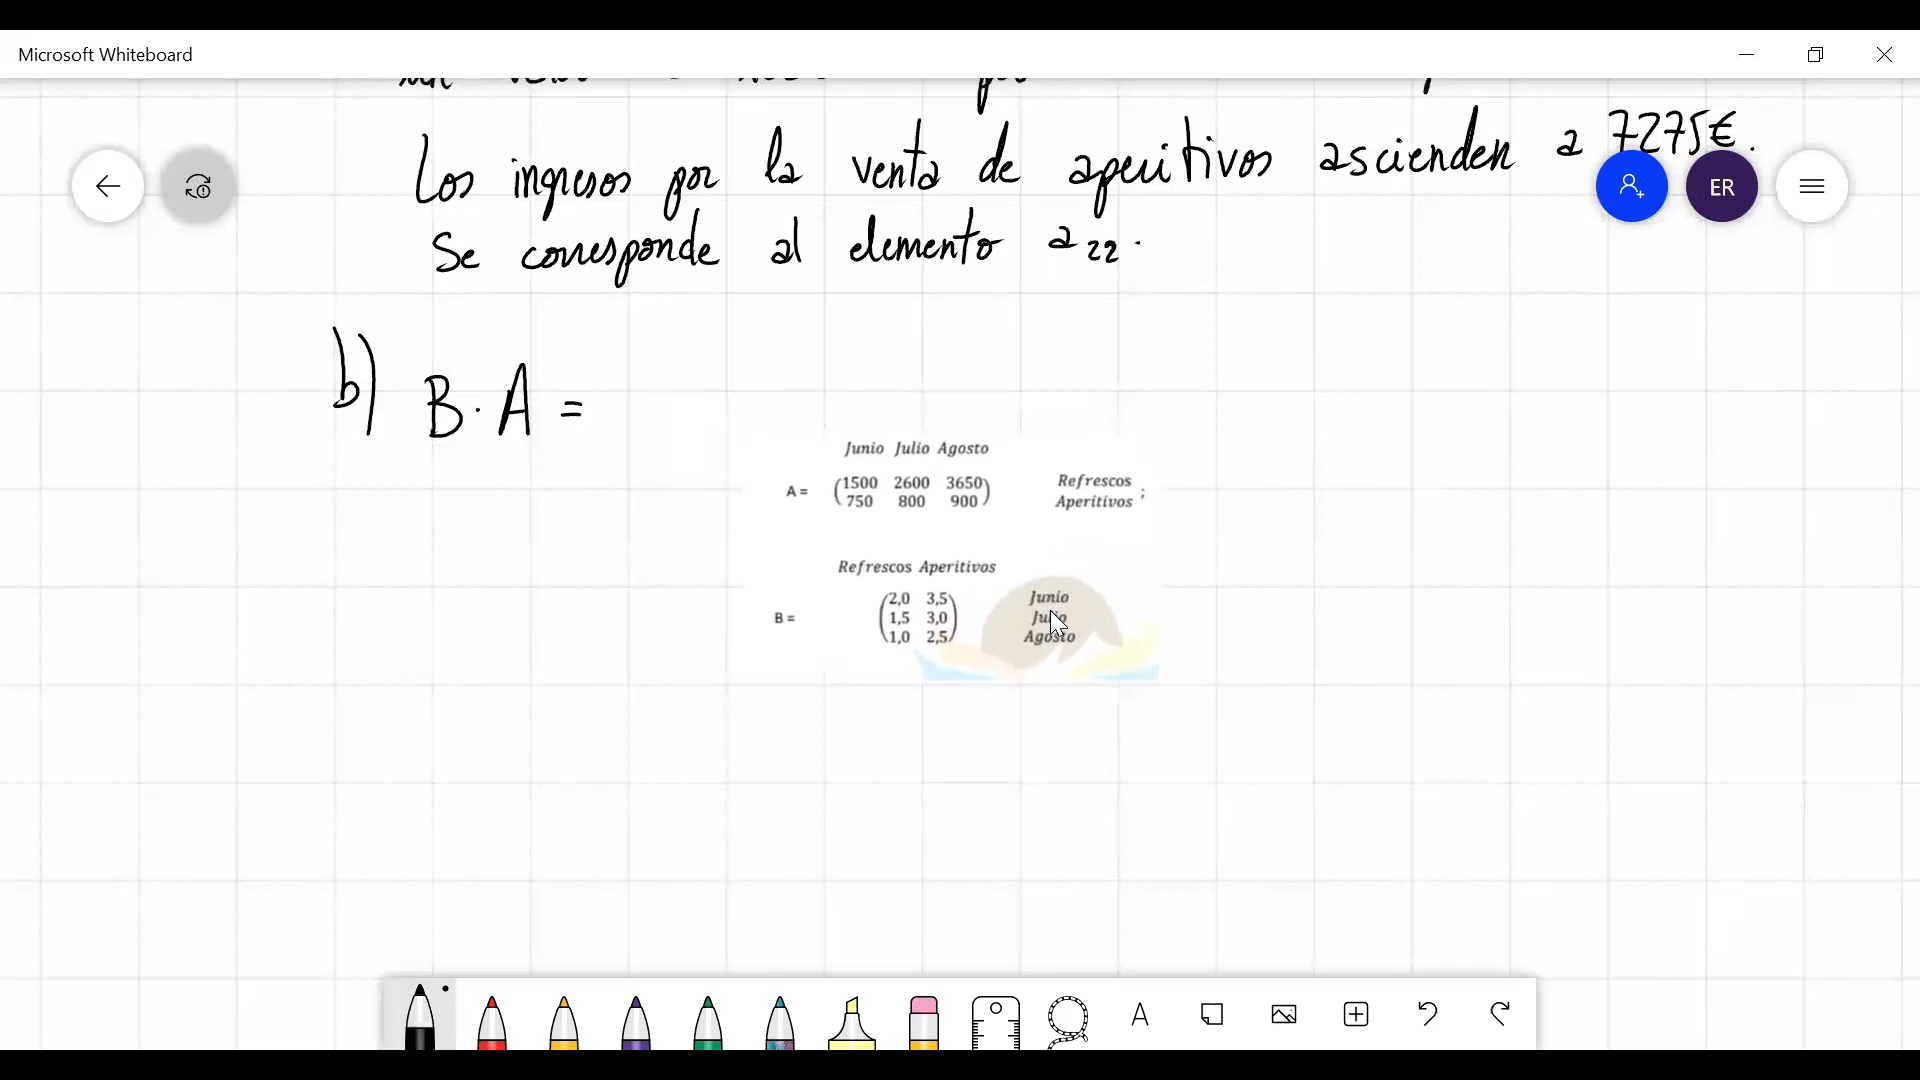 Microsoft Whiteboard
Los ingresos por la venta de aperitivos ascienden a 7275€.
Se corresponde al elemento a22.
ER
b) B·A =
Junio Julio Agosto
A = (1500 2600 3650) Refrescos
(750 800 900) Aperitivos ;
Refrescos Aperitivos
(2,0 3,5) Junio
B = (1,5 3,0) Julio
(1,0 2,5) Agosto
A